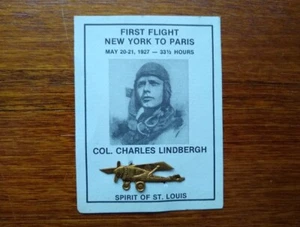 FIRST FLIGHT
NEW YORK TO PARIS
MAY 20-21, 1927 — 33½ HOURS
COL. CHARLES LINDBERGH
SPIRIT OF ST. LOUIS